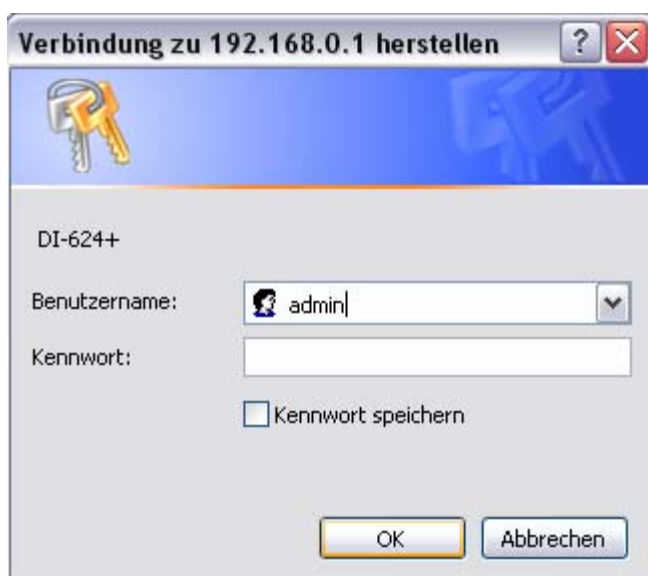 Verbindung zu 192.168.0.1 herstellen
DI-624+
Benutzername: admin
Kennwort:
Kennwort speichern
OK Abbrechen